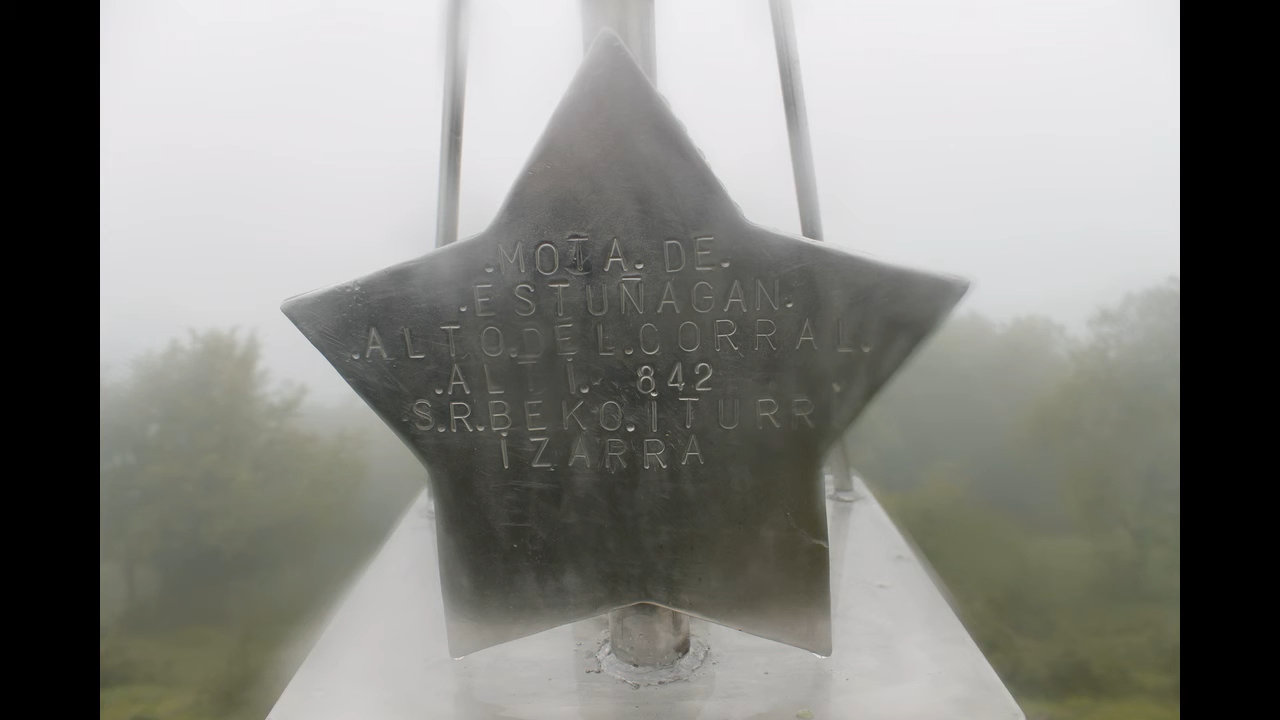 .MOTA. DE.
.ESTUÑAGAN.
.ALTO.DEL.CORRAL.
.ALTI. 842
S.R.BEKO.ITURRI
IZARRA